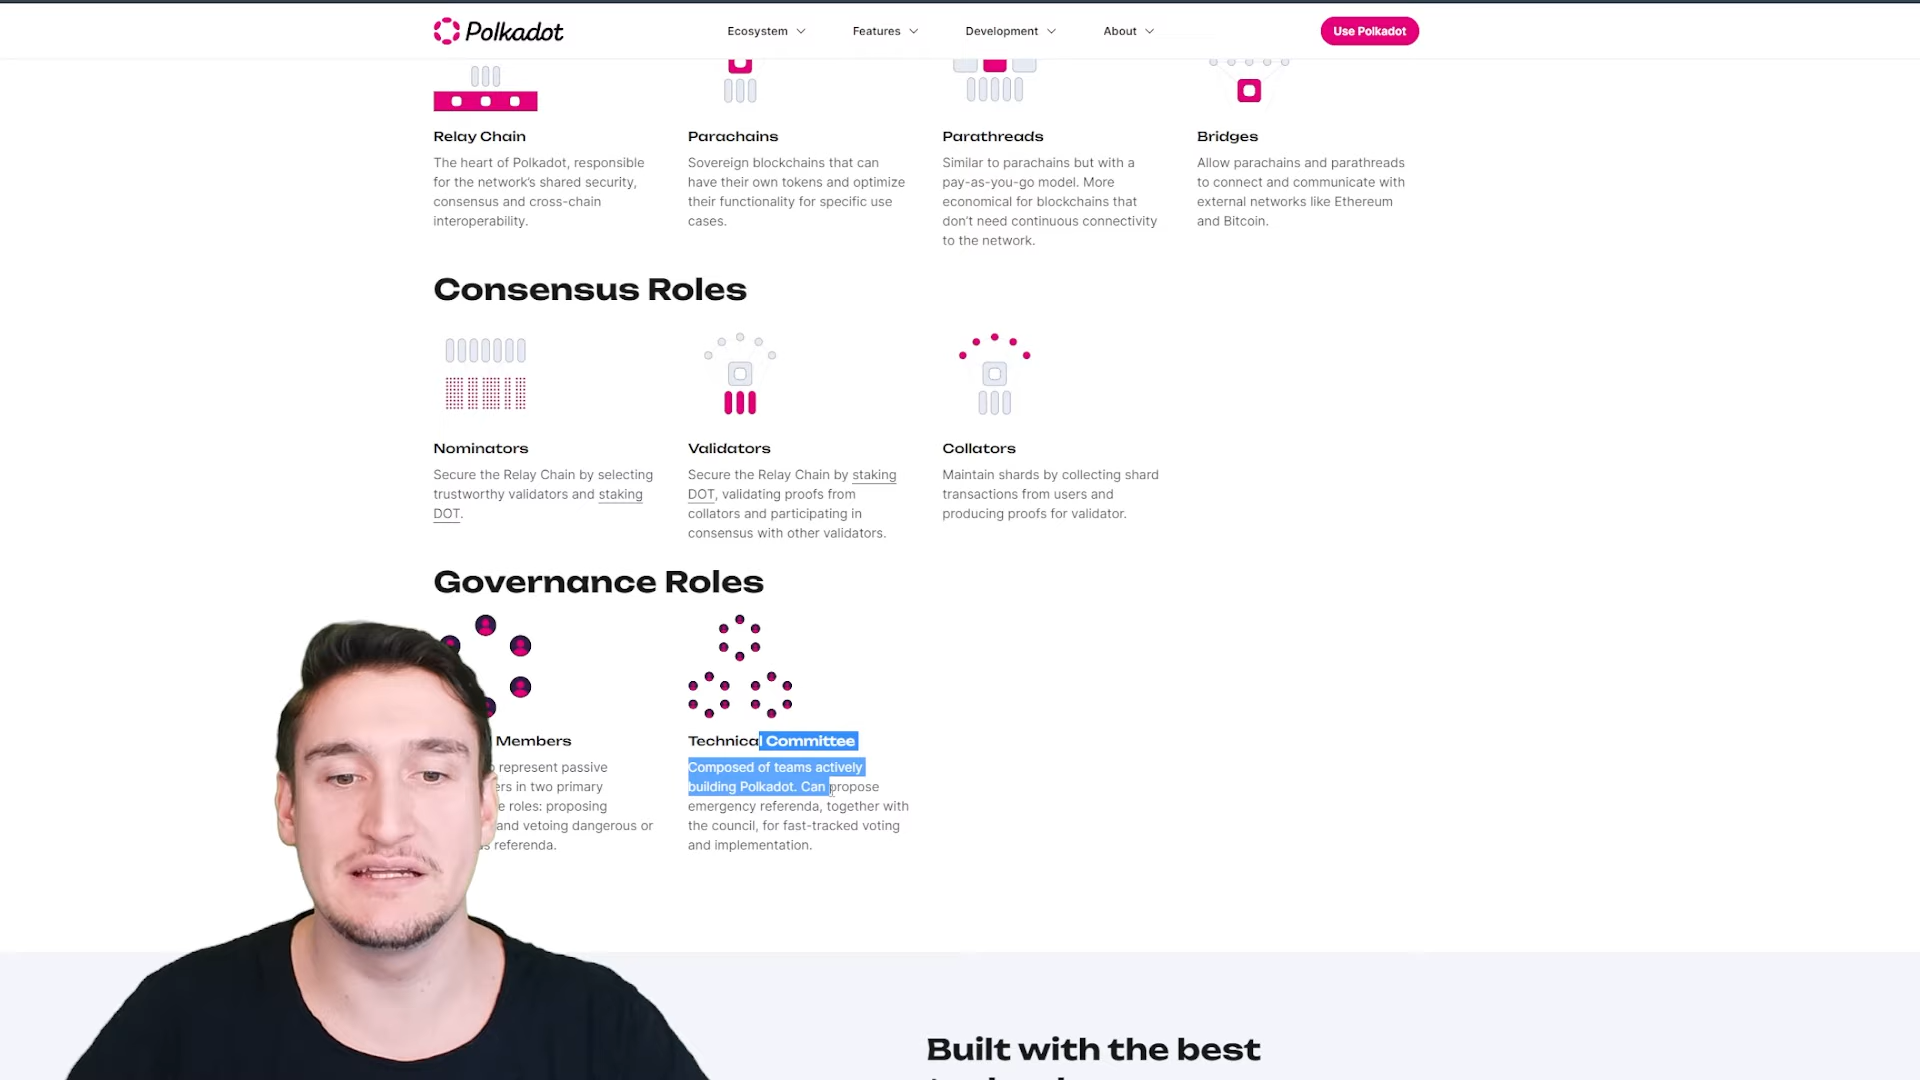 Polkadot
Ecosystem
Features
Development
About
Use Polkadot
Relay Chain
The heart of Polkadot, responsible
for the network’s shared security,
consensus and cross-chain
interoperability.
Parachains
Sovereign blockchains that can
have their own tokens and optimize
their functionality for specific use
cases.
Parathreads
Similar to parachains but with a
pay-as-you-go model. More
economical for blockchains that
don’t need continuous connectivity
to the network.
Bridges
Allow parachains and parathreads
to connect and communicate with
external networks like Ethereum
and Bitcoin.
Consensus Roles
Nominators
Secure the Relay Chain by selecting
trustworthy validators and staking
DOT.
Validators
Secure the Relay Chain by staking
DOT, validating proofs from
collators and participating in
consensus with other validators.
Collators
Maintain shards by collecting shard
transactions from users and
producing proofs for validator.
Governance Roles
Members
represent passive
in two primary
roles: proposing
and vetoing dangerous or
referenda.
Technical Committee
Composed of teams actively
building Polkadot. Can propose
emergency referenda, together with
the council, for fast-tracked voting
and implementation.
Built with the best